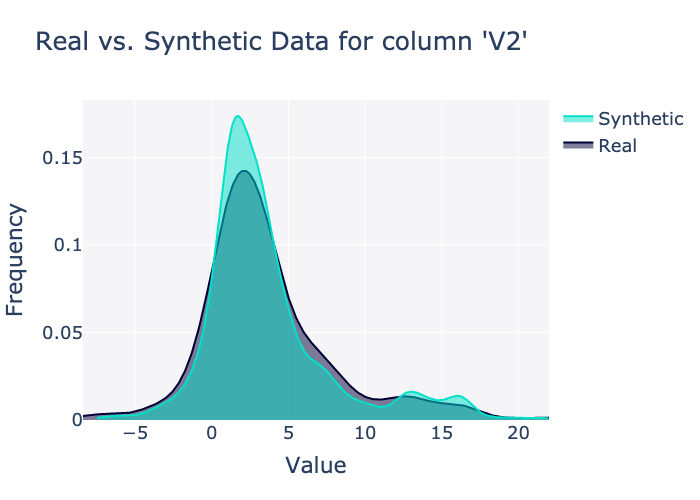 Real vs. Synthetic Data for column 'V2'
Synthetic
Real
Frequency
0.15
0.1
0.05
0
−5
0
5
10
15
20
Value